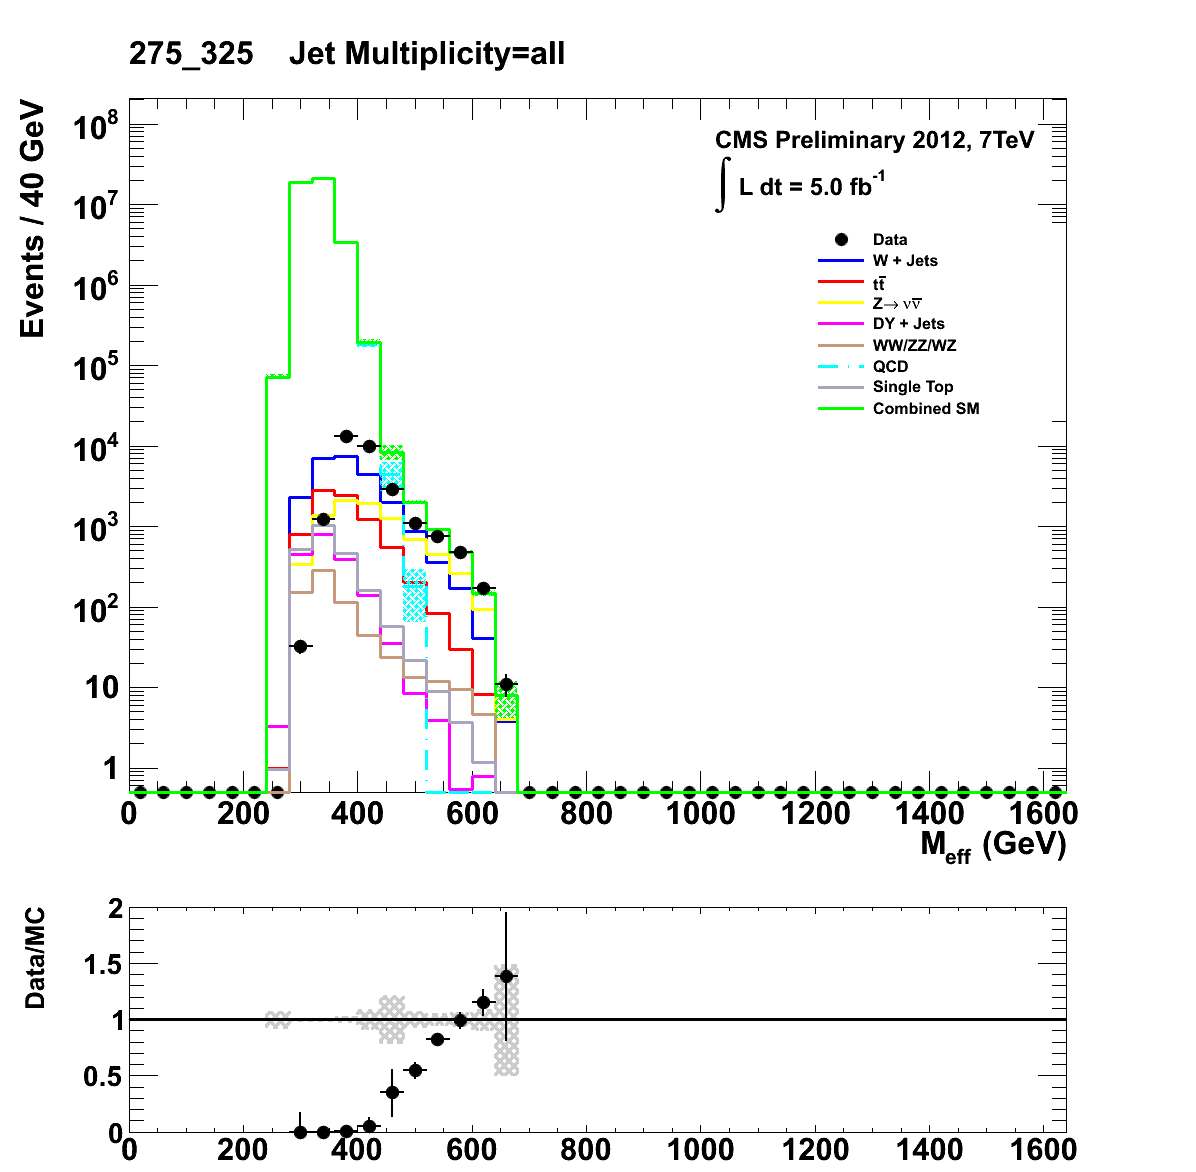 275_325 Jet Multiplicity=all
Events / 40 GeV
10⁸
10⁷
10⁶
10⁵
10⁴
10³
10²
10
1
CMS Preliminary 2012, 7TeV
∫ L dt = 5.0 fb⁻¹
Data
W + Jets
tt̅
Z→ νν̅
DY + Jets
WW/ZZ/WZ
QCD
Single Top
Combined SM
0 200 400 600 800 1000 1200 1400 1600
M_eff (GeV)
Data/MC
2
1.5
1
0.5
0
0 200 400 600 800 1000 1200 1400 1600